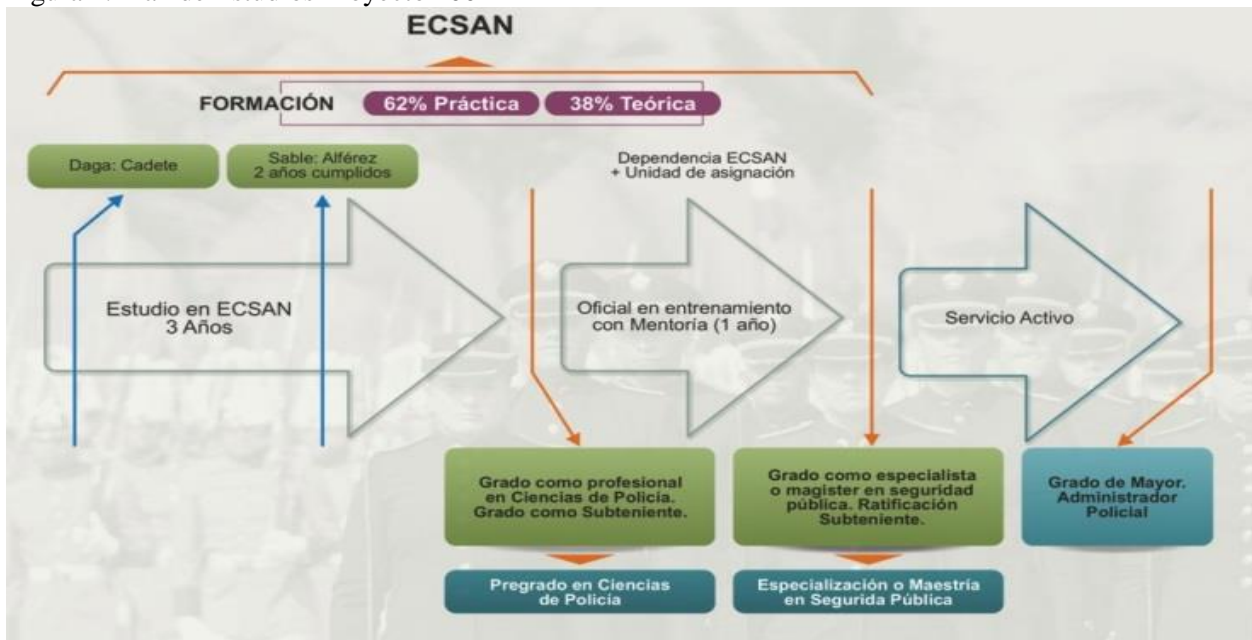 ECSAN
FORMACIÓN
62% Práctica
38% Teórica
Daga: Cadete
Sable: Alférez
2 años cumplidos
Dependencia ECSAN
+ Unidad de asignación
Estudio en ECSAN
3 Años
Oficial en entrenamiento
con Mentoría (1 año)
Servicio Activo
Grado como profesional
en Ciencias de Policía.
Grado como Subteniente.
Grado como especialista
o magister en seguridad
pública. Ratificación
Subteniente.
Grado de Mayor.
Administrador
Policial
Pregrado en Ciencias
de Policía
Especialización o Maestría
en Segurida Pública